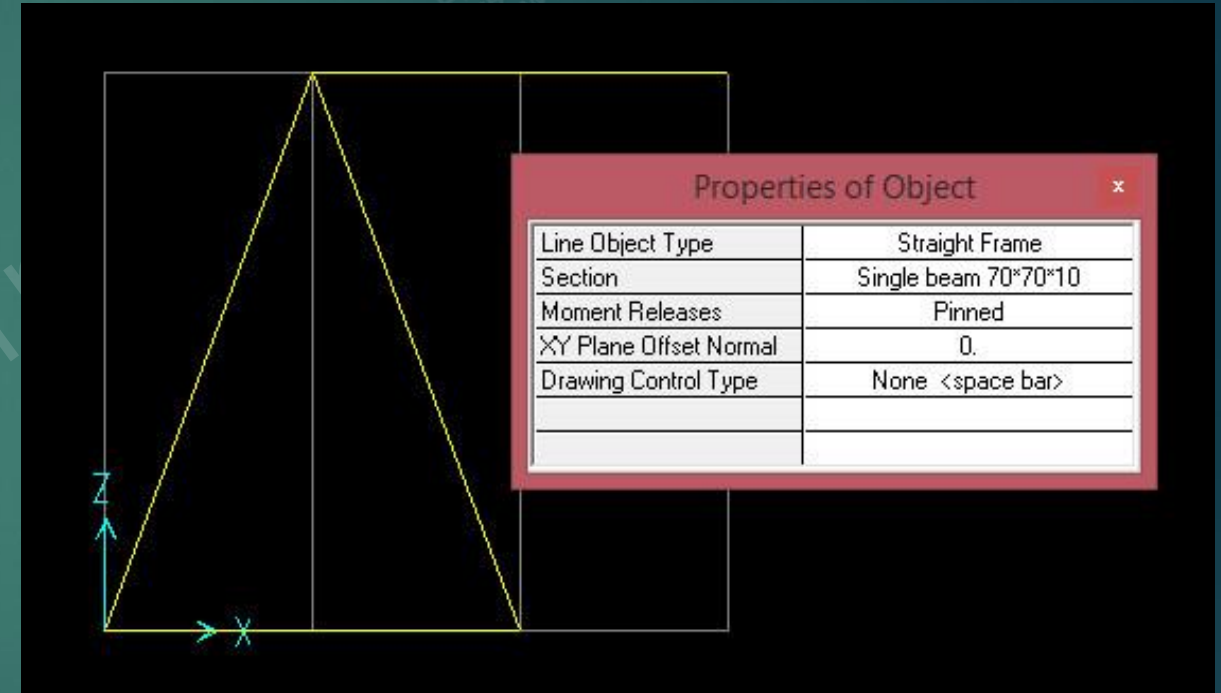 Properties of Object
x
Line Object Type Straight Frame
Section Single beam 70*70*10
Moment Releases Pinned
XY Plane Offset Normal 0.
Drawing Control Type None <space bar>
Z
X